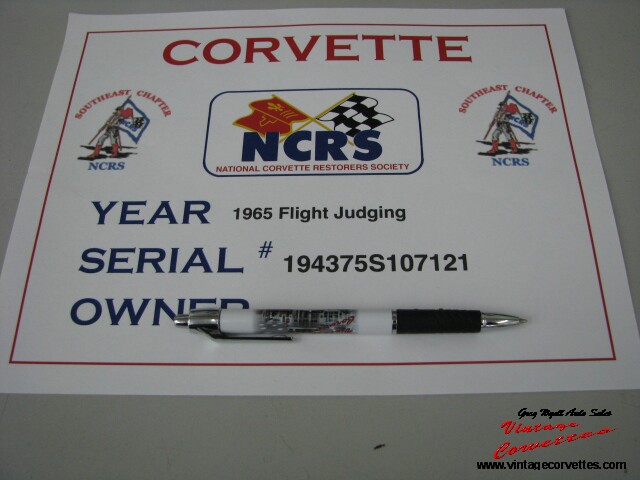 CORVETTE
SOUTHEAST CHAPTER
NCRS
NCRS
NATIONAL CORVETTE RESTORERS SOCIETY
SOUTHEAST CHAPTER
NCRS
YEAR 1965 Flight Judging
SERIAL # 194375S107121
OWNER
Greg Wyatt Auto Sales
Vintage
Corvettes
www.vintagecorvettes.com